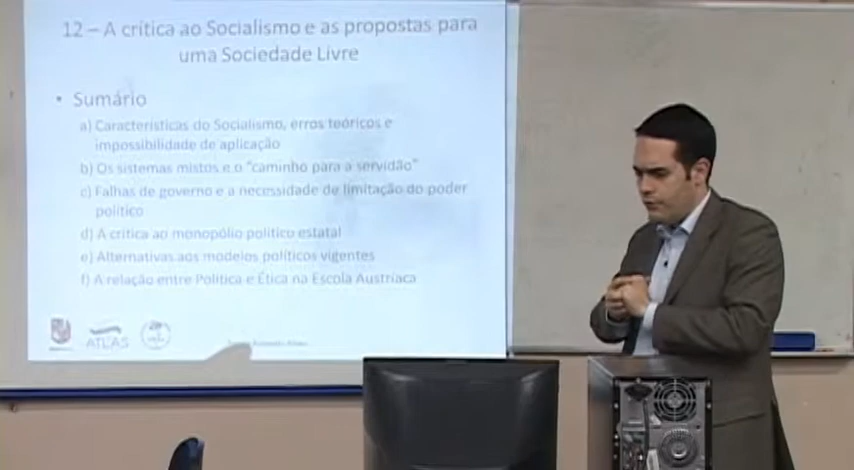 12 – A crítica ao Socialismo e as propostas para
uma Sociedade Livre
• Sumário
a) Características do Socialismo, erros teóricos e
impossibilidade de aplicação
b) Os sistemas mistos e o "caminho para a servidão"
c) Falhas de governo e a necessidade de limitação do poder
político
d) A crítica ao monopólio político estatal
e) Alternativas aos modelos políticos vigentes
f) A relação entre Política e Ética na Escola Austríaca
ATLAS